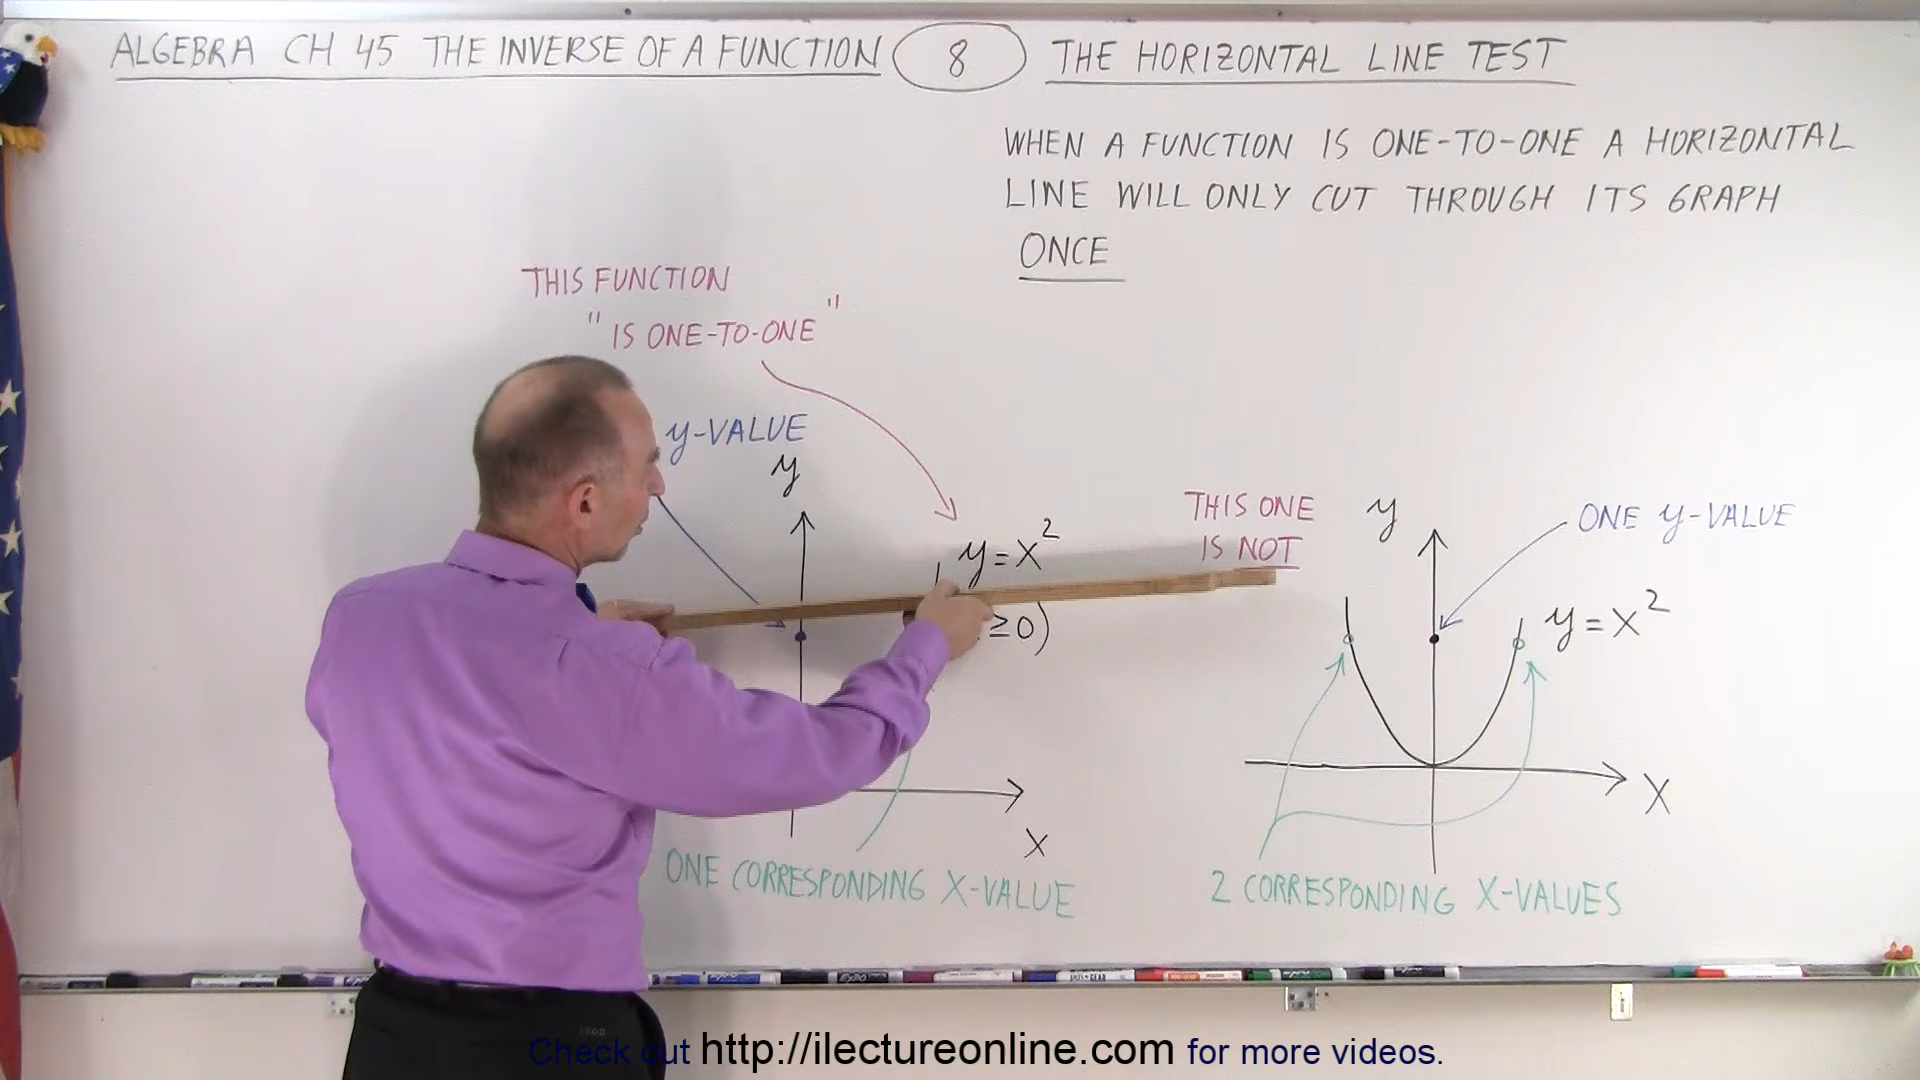 ALGEBRA CH 45 THE INVERSE OF A FUNCTION 8 THE HORIZONTAL LINE TEST
WHEN A FUNCTION IS ONE-TO-ONE A HORIZONTAL
LINE WILL ONLY CUT THROUGH ITS GRAPH
ONCE
THIS FUNCTION
"IS ONE-TO-ONE"
y-VALUE
y
y=x²
≥0)
x
ONE CORRESPONDING X-VALUE
THIS ONE
IS NOT
y
ONE y-VALUE
y=x²
X
2 CORRESPONDING X-VALUES
Check out http://ilectureonline.com for more videos.